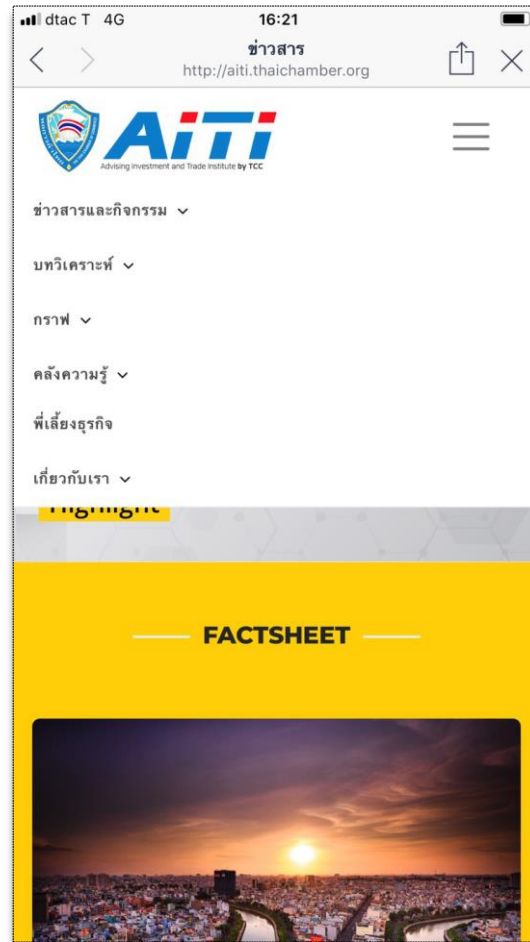 dtac T 4G 16:21
ข่าวสาร
http://aiti.thaichamber.org
AiTi
Advising Investment and Trade Institute by TCC
ข่าวสารและกิจกรรม
บทวิเคราะห์
กราฟ
คลังความรู้
พี่เลี้ยงธุรกิจ
เกี่ยวกับเรา
Highlight
FACTSHEET